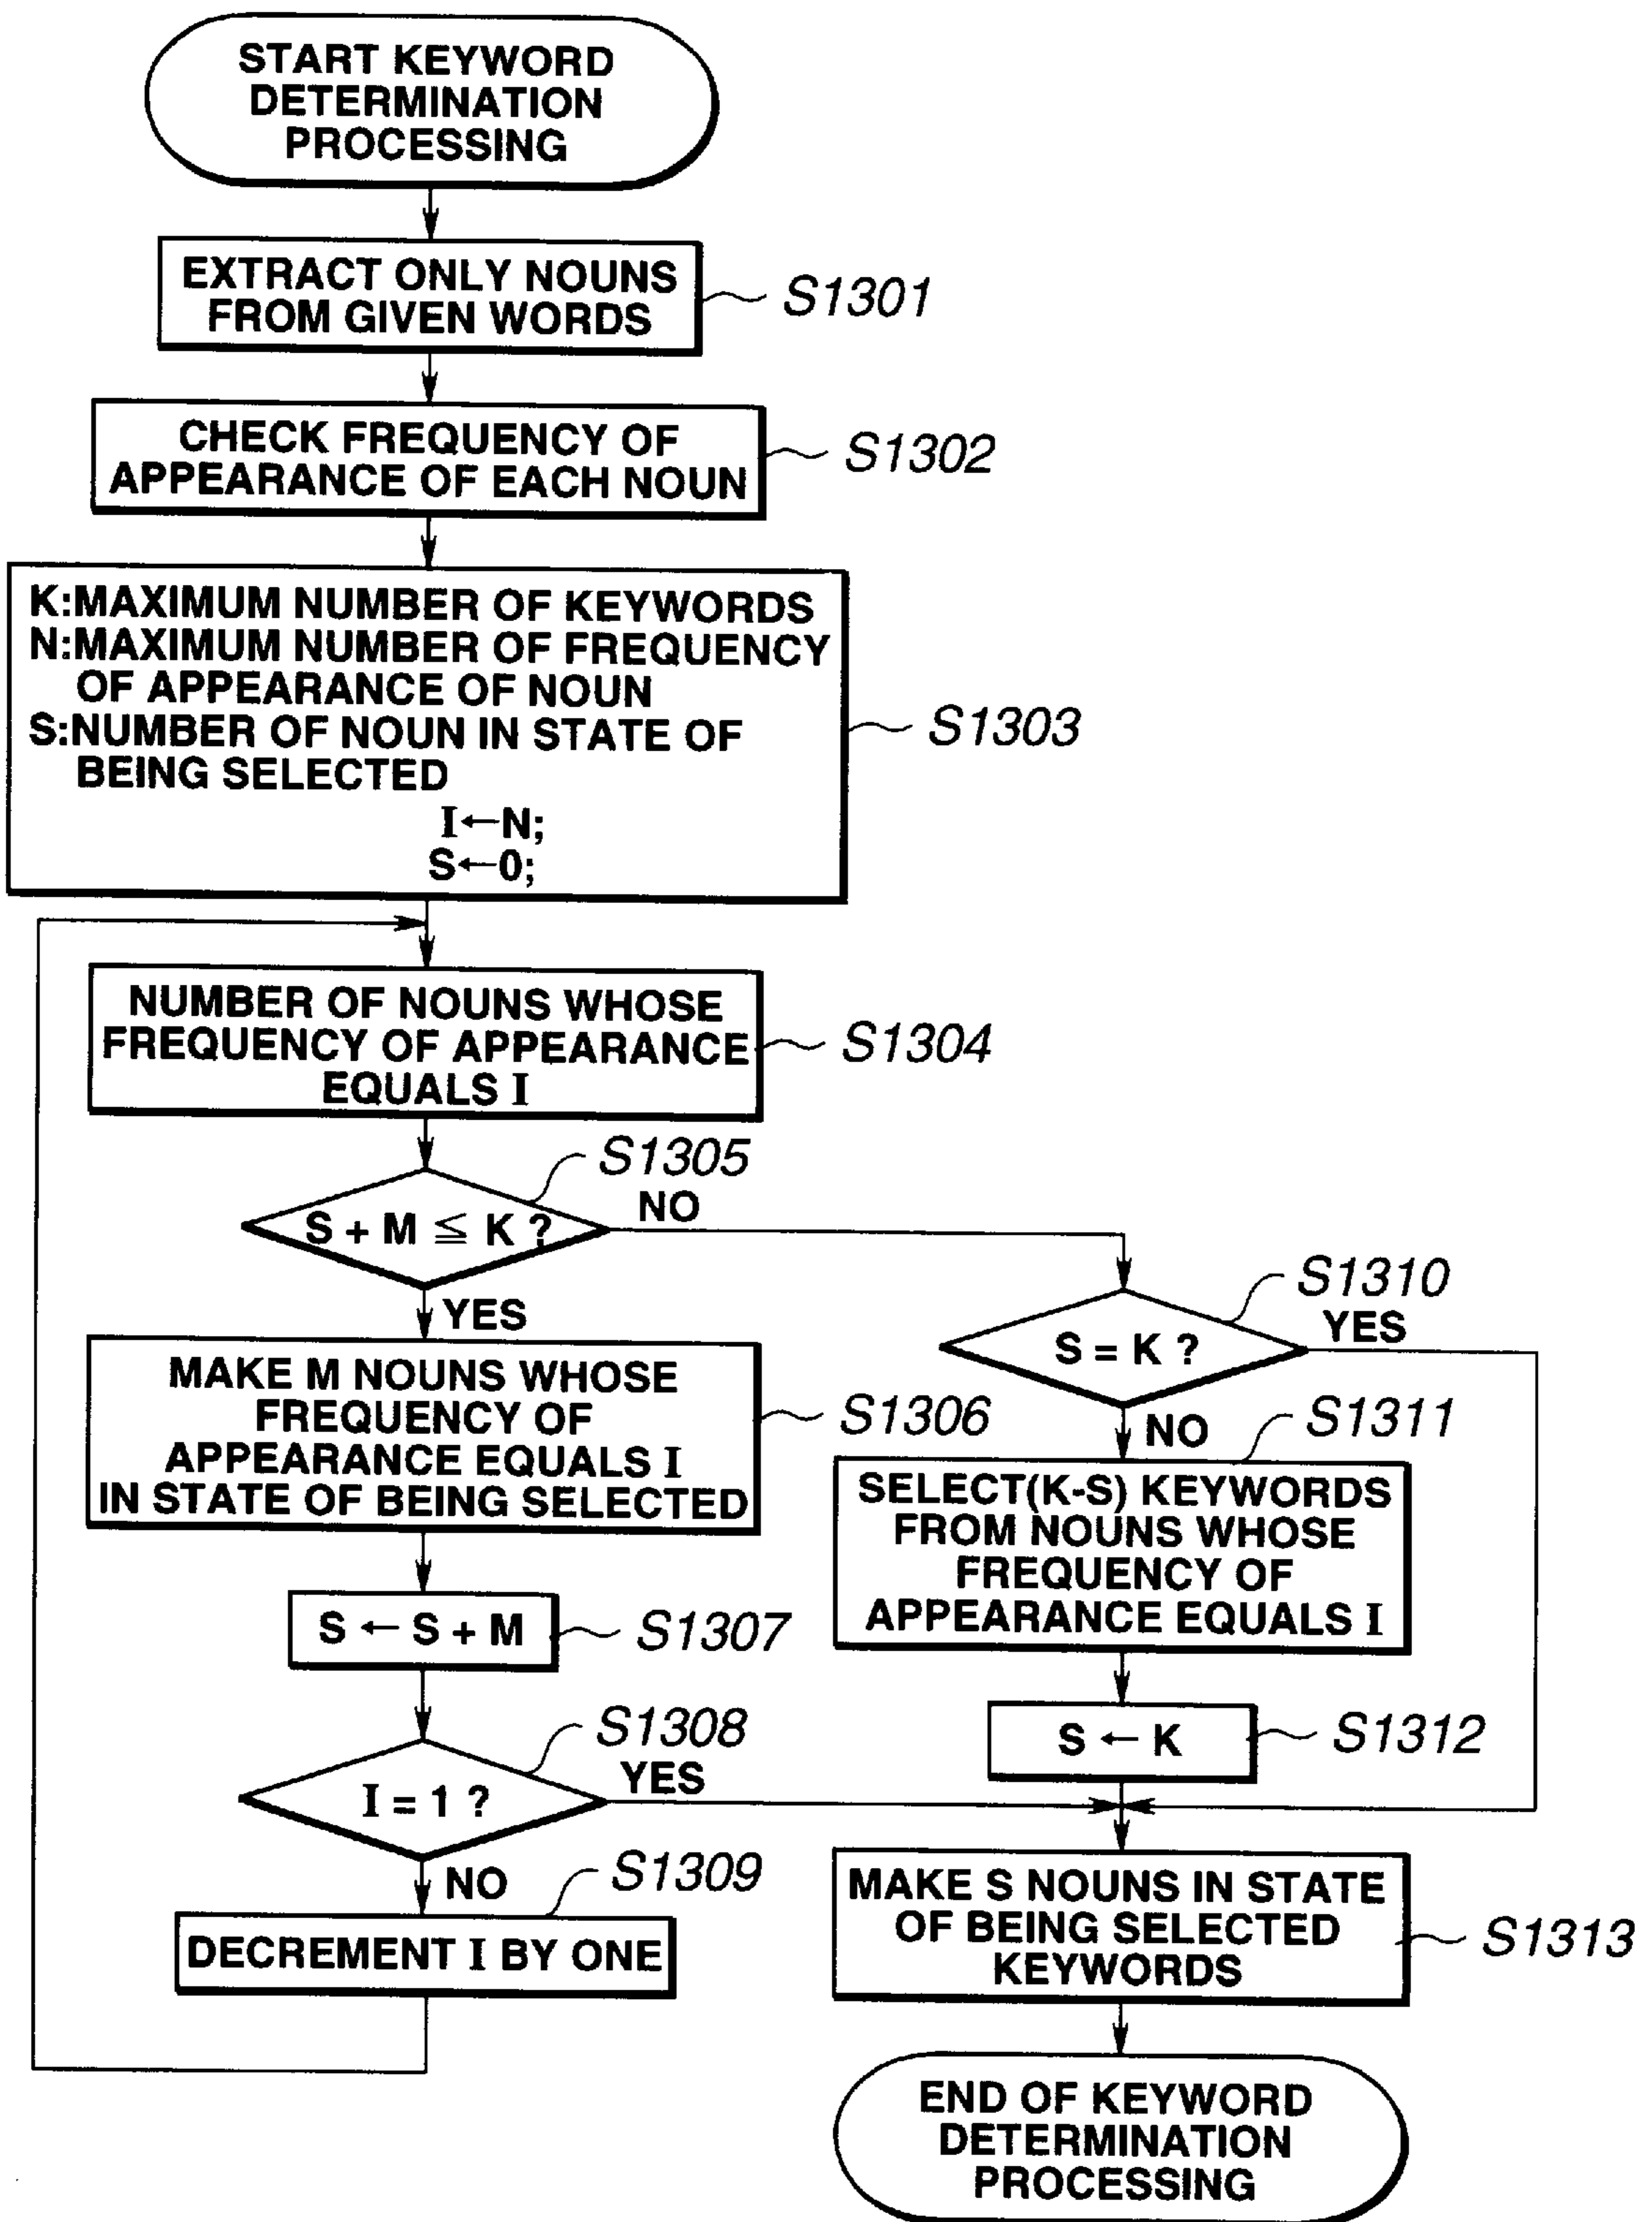 START KEYWORD
DETERMINATION
PROCESSING
EXTRACT ONLY NOUNS
FROM GIVEN WORDS
S1301
CHECK FREQUENCY OF
APPEARANCE OF EACH NOUN
S1302
K:MAXIMUM NUMBER OF KEYWORDS
N:MAXIMUM NUMBER OF FREQUENCY
OF APPEARANCE OF NOUN
S:NUMBER OF NOUN IN STATE OF
BEING SELECTED
I←N;
S←0;
S1303
NUMBER OF NOUNS WHOSE
FREQUENCY OF APPEARANCE
EQUALS I
S1304
S + M ≦ K ?
S1305
NO
YES
MAKE M NOUNS WHOSE
FREQUENCY OF
APPEARANCE EQUALS I
IN STATE OF BEING SELECTED
S1306
S ← S + M
S1307
I = 1 ?
S1308
YES
NO
DECREMENT I BY ONE
S1309
S = K ?
S1310
YES
NO
SELECT(K-S) KEYWORDS
FROM NOUNS WHOSE
FREQUENCY OF
APPEARANCE EQUALS I
S1311
S ← K
S1312
MAKE S NOUNS IN STATE
OF BEING SELECTED
KEYWORDS
S1313
END OF KEYWORD
DETERMINATION
PROCESSING